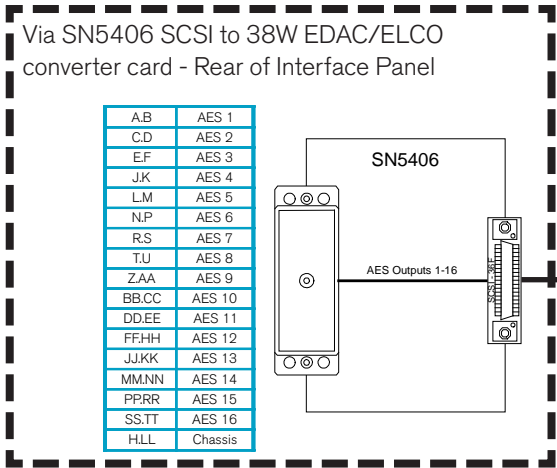 Via SN5406 SCSI to 38W EDAC/ELCO
converter card - Rear of Interface Panel
A.B AES 1
C.D AES 2
E.F AES 3
J.K AES 4
L.M AES 5
N.P AES 6
R.S AES 7
T.U AES 8
Z.AA AES 9
BB.CC AES 10
DD.EE AES 11
FF.HH AES 12
JJ.KK AES 13
MM.NN AES 14
PP.RR AES 15
SS.TT AES 16
H.LL Chassis
SN5406
AES Outputs 1-16
SCSI - 36F